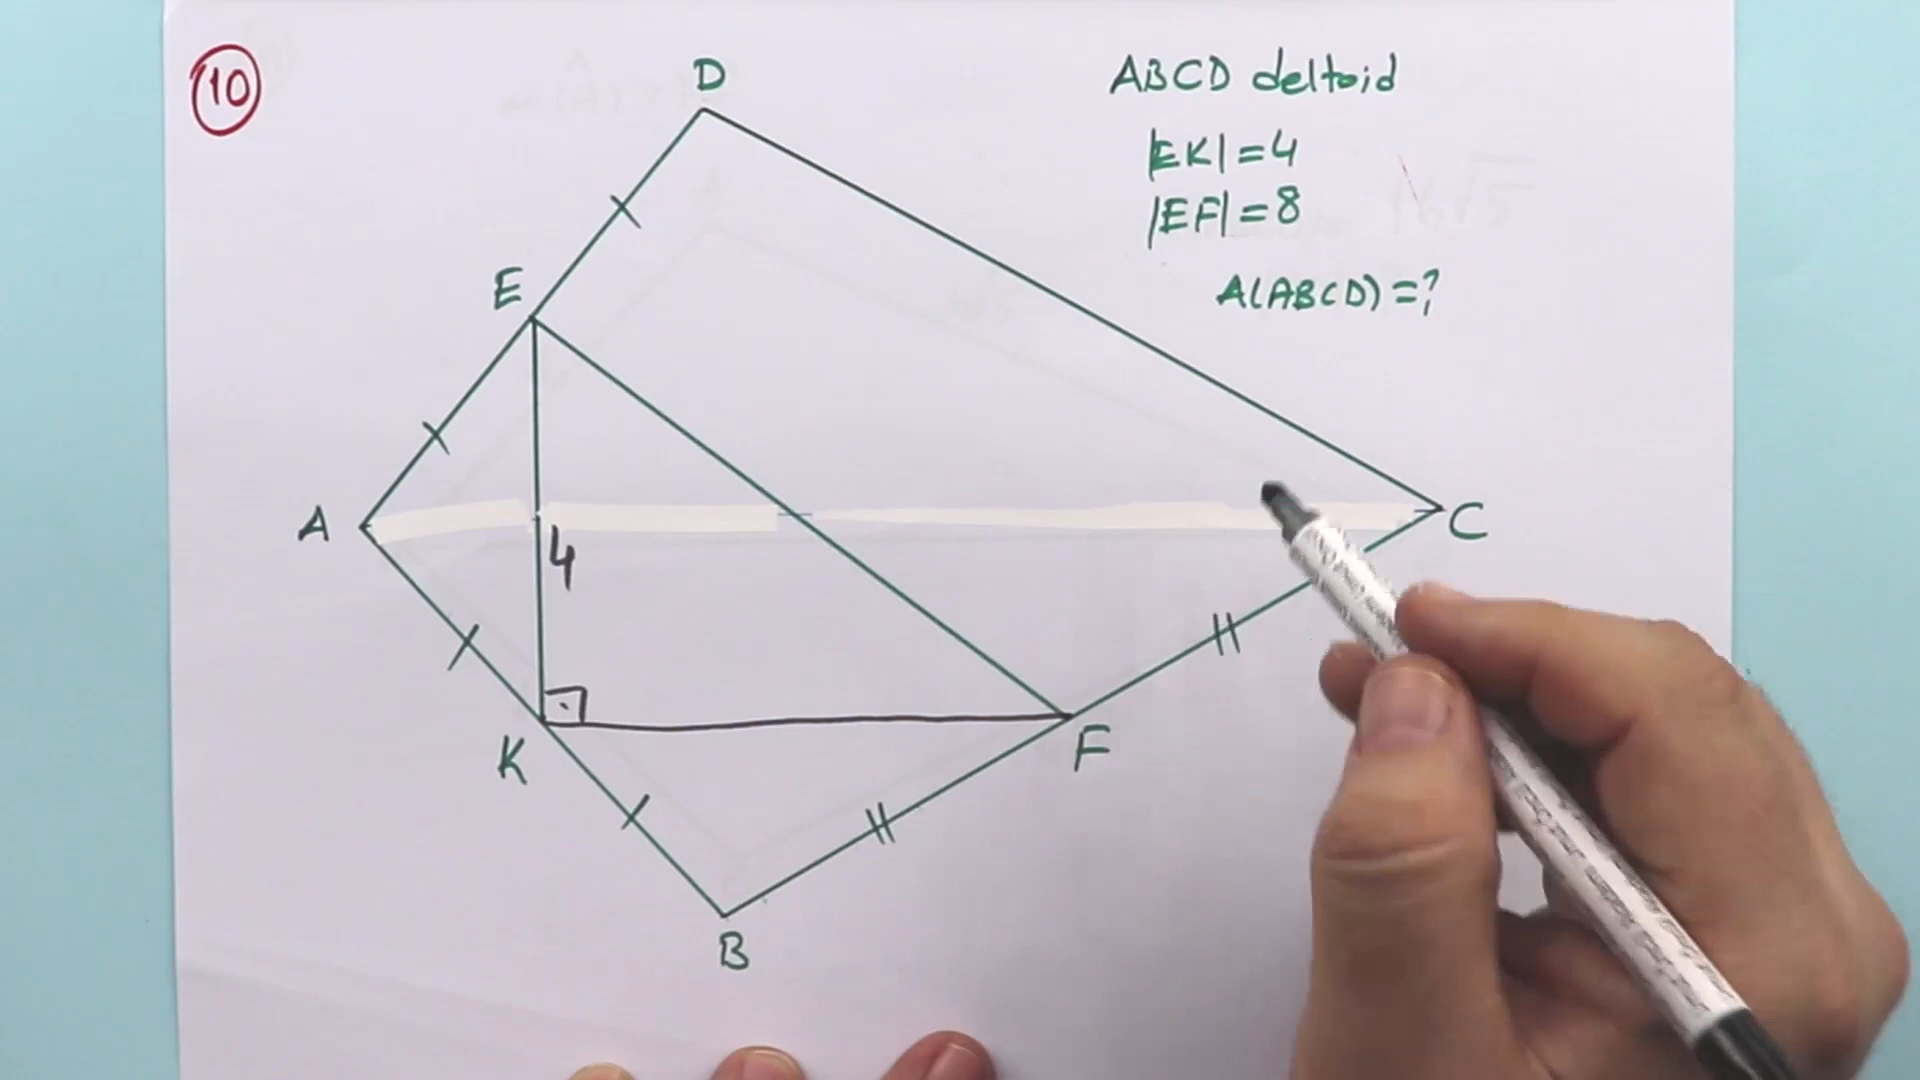 10
D
ABCD deltoid
|EK|=4
|EF|=8
A(ABCD)=?
E
A
4
C
K
F
B